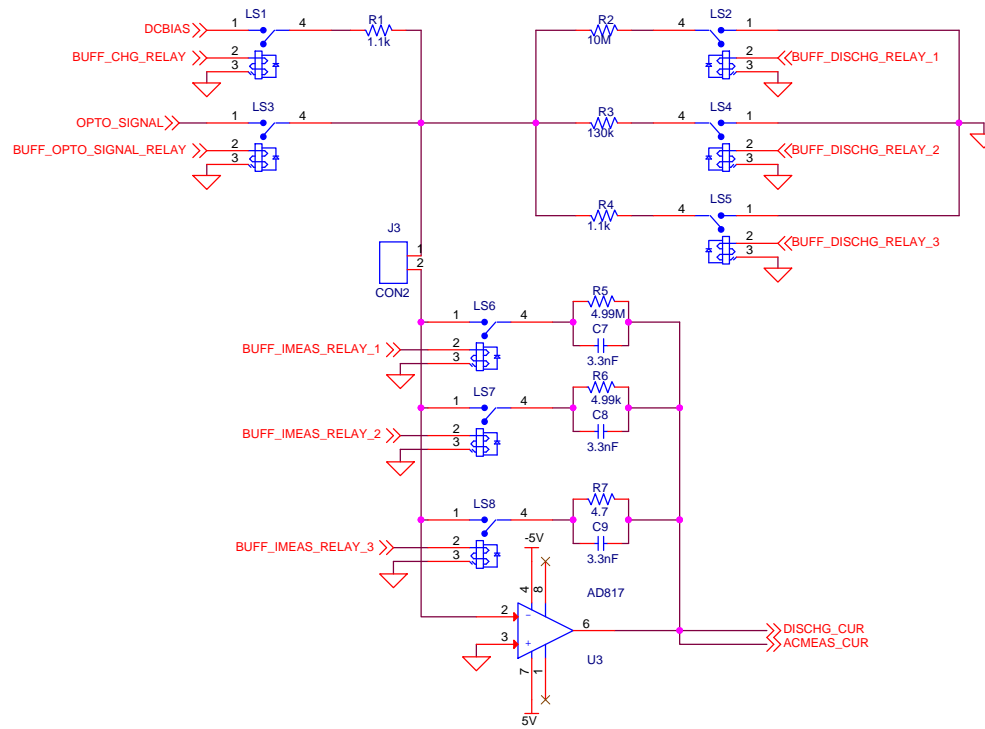 LS1
DCBIAS 1 4 R1
1.1k
BUFF_CHG_RELAY 2
3
R2
10M
LS2
4 1
2 BUFF_DISCHG_RELAY_1
3
OPTO_SIGNAL 1 LS3 4
BUFF_OPTO_SIGNAL_RELAY 2
3
R3
130k
LS4
4 1
2 BUFF_DISCHG_RELAY_2
3
R4
1.1k
LS5
4 1
2 BUFF_DISCHG_RELAY_3
3
J3
1
2
CON2
LS6
1 4
BUFF_IMEAS_RELAY_1 2
3
R5
4.99M
C7
3.3nF
LS7
1 4
BUFF_IMEAS_RELAY_2 2
3
R6
4.99k
C8
3.3nF
LS8
1 4
BUFF_IMEAS_RELAY_3 2
3
R7
4.7
C9
3.3nF
-5V
4 8
AD817
2 −
3 +
6
7 1
U3
5V
DISCHG_CUR
ACMEAS_CUR